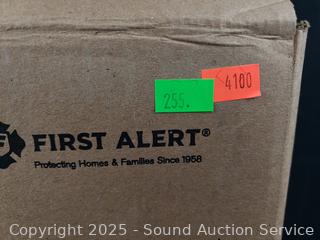 4100
255.
F
FIRST ALERT®
Protecting Homes & Families Since 1958
Copyright 2025 - Sound Auction Service